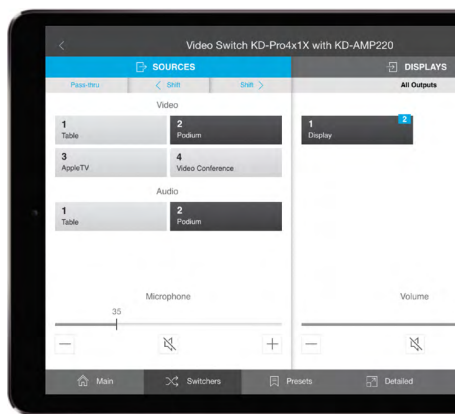 Video Switch KD-Pro4x1X with KD-AMP220
SOURCES
DISPLAYS
Pass-thru
Shift
Shift
All Outputs
Video
1
Table
2
Podium
3
AppleTV
4
Video Conference
Audio
1
Table
2
Podium
1
Display
2
Microphone
35
Volume
Main
Switchers
Presets
Detailed